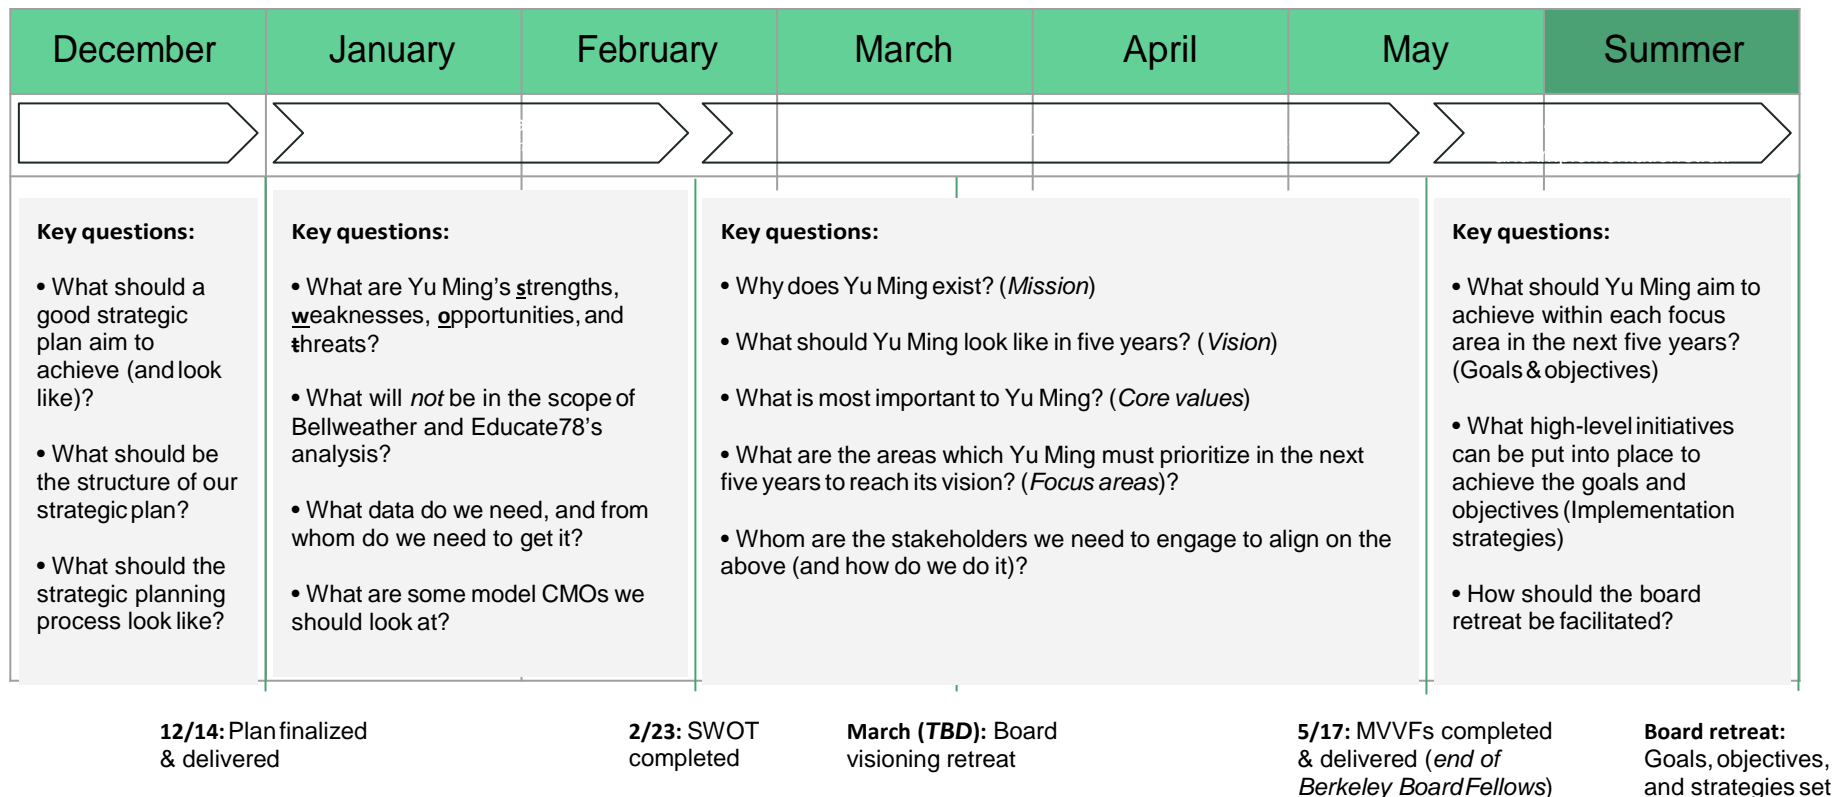 December
January
February
March
April
May
Summer
Key questions:
• What should a
good strategic
plan aim to
achieve (and look
like)?
• What should be
the structure of our
strategic plan?
• What should the
strategic planning
process look like?
Key questions:
• What are Yu Ming’s strengths,
weaknesses, opportunities, and
threats?
• What will not be in the scope of
Bellweather and Educate78’s
analysis?
• What data do we need, and from
whom do we need to get it?
• What are some model CMOs we
should look at?
Key questions:
• Why does Yu Ming exist? (Mission)
• What should Yu Ming look like in five years? (Vision)
• What is most important to Yu Ming? (Core values)
• What are the areas which Yu Ming must prioritize in the next
five years to reach its vision? (Focus areas)?
• Whom are the stakeholders we need to engage to align on the
above (and how do we do it)?
Key questions:
• What should Yu Ming aim to
achieve within each focus
area in the next five years?
(Goals & objectives)
• What high-level initiatives
can be put into place to
achieve the goals and
objectives (Implementation
strategies)
• How should the board
retreat be facilitated?
12/14: Plan finalized
& delivered
2/23: SWOT
completed
March (TBD): Board
visioning retreat
5/17: MVVFs completed
& delivered (end of
Berkeley Board Fellows)
Board retreat:
Goals, objectives,
and strategies set